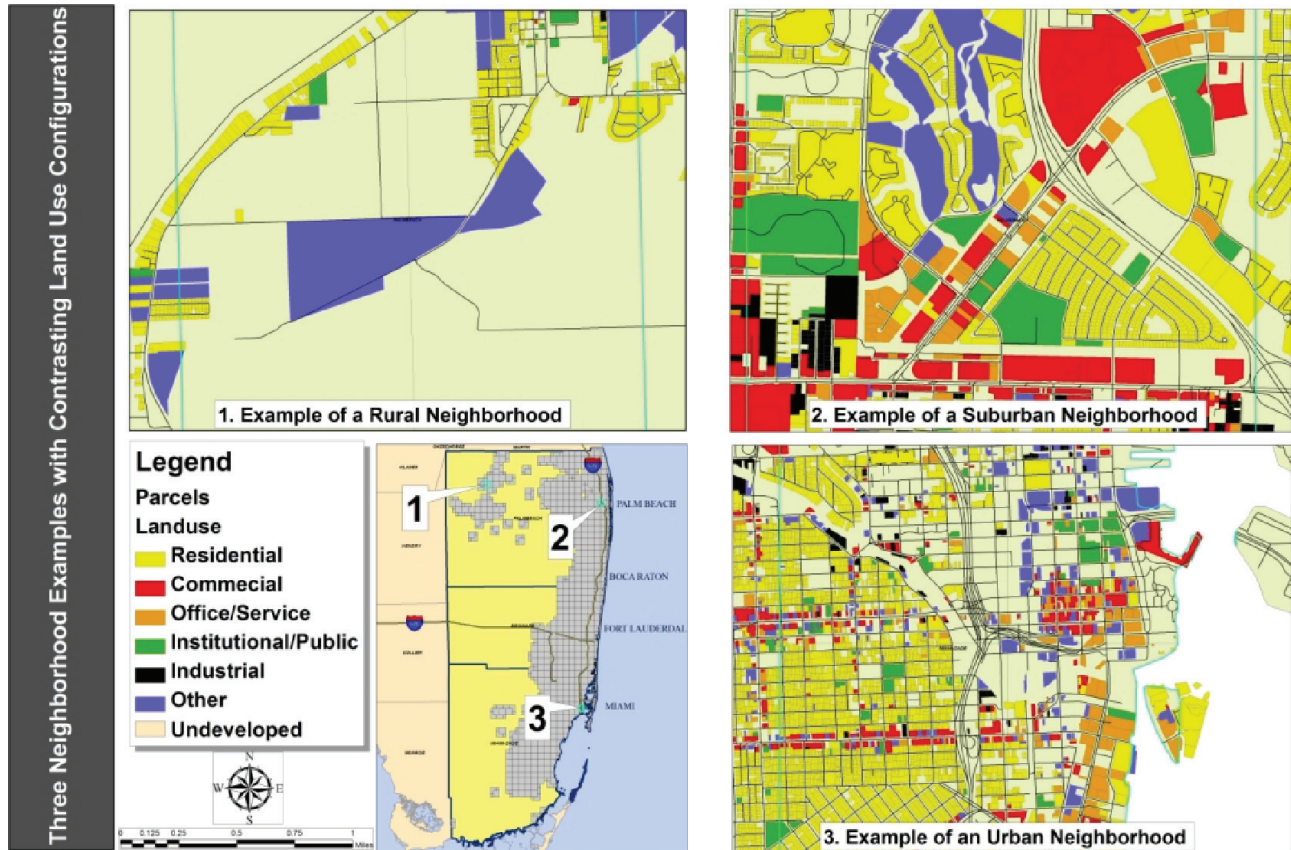 Three Neighborhood Examples with Contrasting Land Use Configurations
1. Example of a Rural Neighborhood
2. Example of a Suburban Neighborhood
Legend
Parcels
Landuse
Residential
Commecial
Office/Service
Institutional/Public
Industrial
Other
Undeveloped
N
W E
S
0 0.125 0.25 0.5 0.75 1
Miles
1
2
3
PALM BEACH
BOCA RATON
FORT LAUDERDAL
MIAMI
HENDRY
COLLIER
MONROE
3. Example of an Urban Neighborhood